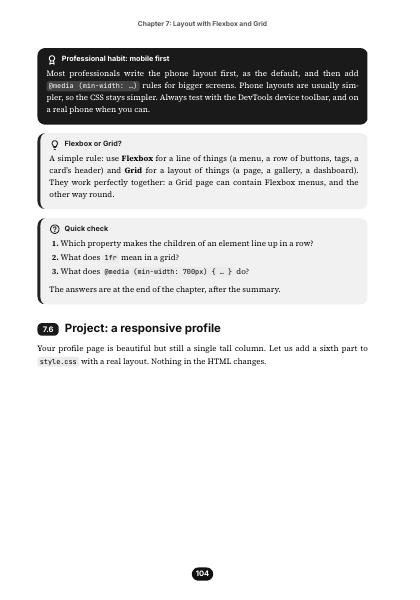 Chapter 7: Layout with Flexbox and Grid
Professional habit: mobile first
Most professionals write the phone layout first, as the default, and then add
@media (min-width: …) rules for bigger screens. Phone layouts are usually sim-
pler, so the CSS stays simpler. Always test with the DevTools device toolbar, and on
a real phone when you can.
Flexbox or Grid?
A simple rule: use Flexbox for a line of things (a menu, a row of buttons, tags, a
card's header) and Grid for a layout of things (a page, a gallery, a dashboard).
They work perfectly together: a Grid page can contain Flexbox menus, and the
other way round.
Quick check
1. Which property makes the children of an element line up in a row?
2. What does 1fr mean in a grid?
3. What does @media (min-width: 700px) { … } do?
The answers are at the end of the chapter, after the summary.
7.6 Project: a responsive profile
Your profile page is beautiful but still a single tall column. Let us add a sixth part to
style.css with a real layout. Nothing in the HTML changes.
104